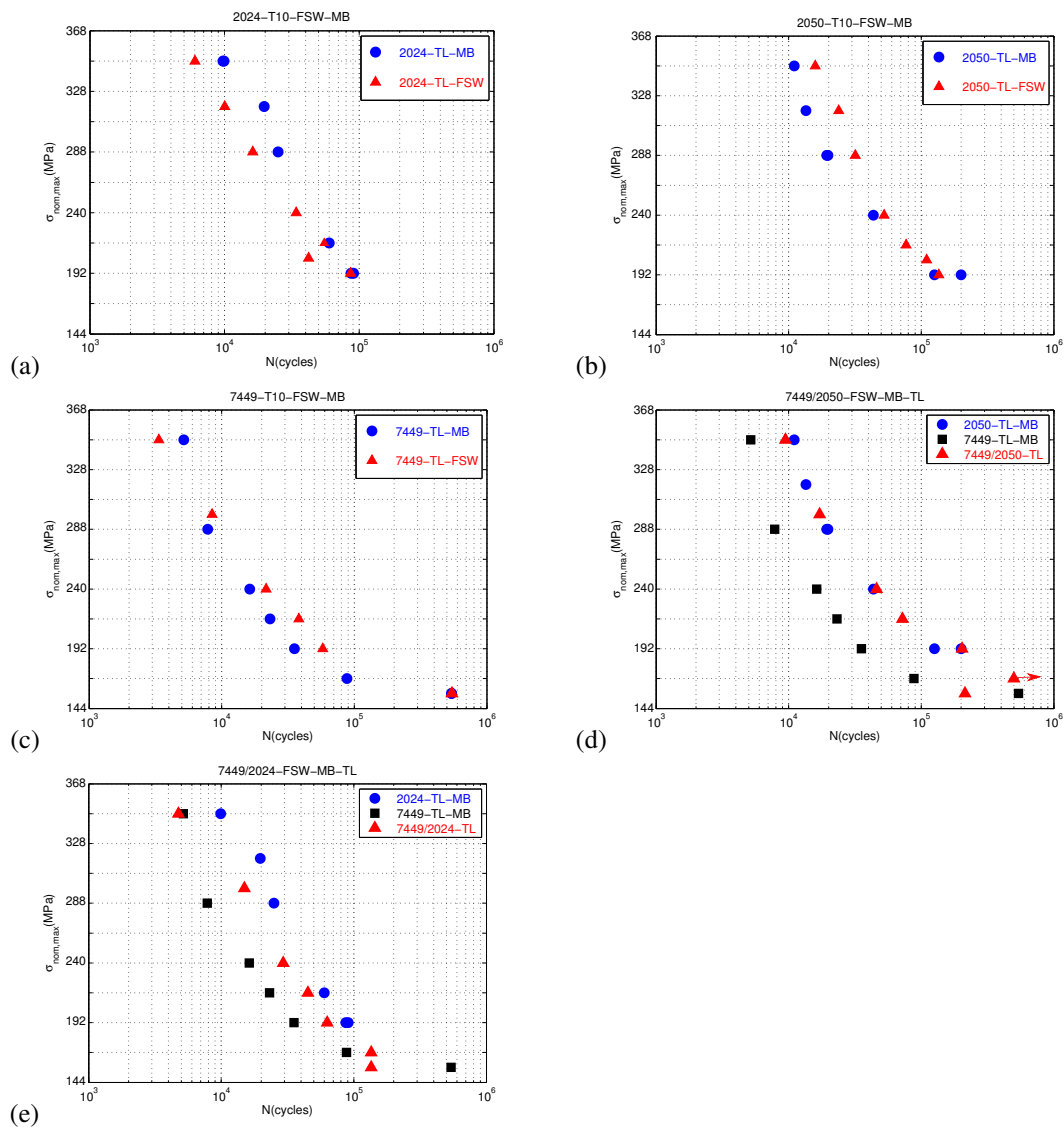 2024−T10−FSW−MB
368
328
288
240
192
144
σnom,max(MPa)
2024−TL−MB
2024−TL−FSW
10^3
10^4
10^5
10^6
N(cycles)
(a)
2050−T10−FSW−MB
368
328
288
240
192
144
σnom,max(MPa)
2050−TL−MB
2050−TL−FSW
10^3
10^4
10^5
10^6
N(cycles)
(b)
7449−T10−FSW−MB
368
328
288
240
192
144
σnom,max(MPa)
7449−TL−MB
7449−TL−FSW
10^3
10^4
10^5
10^6
N(cycles)
(c)
7449/2050−FSW−MB−TL
368
328
288
240
192
144
σnom,max(MPa)
2050−TL−MB
7449−TL−MB
7449/2050−TL
10^3
10^4
10^5
10^6
N(cycles)
(d)
7449/2024−FSW−MB−TL
368
328
288
240
192
144
σnom,max(MPa)
2024−TL−MB
7449−TL−MB
7449/2024−TL
10^3
10^4
10^5
10^6
N(cycles)
(e)